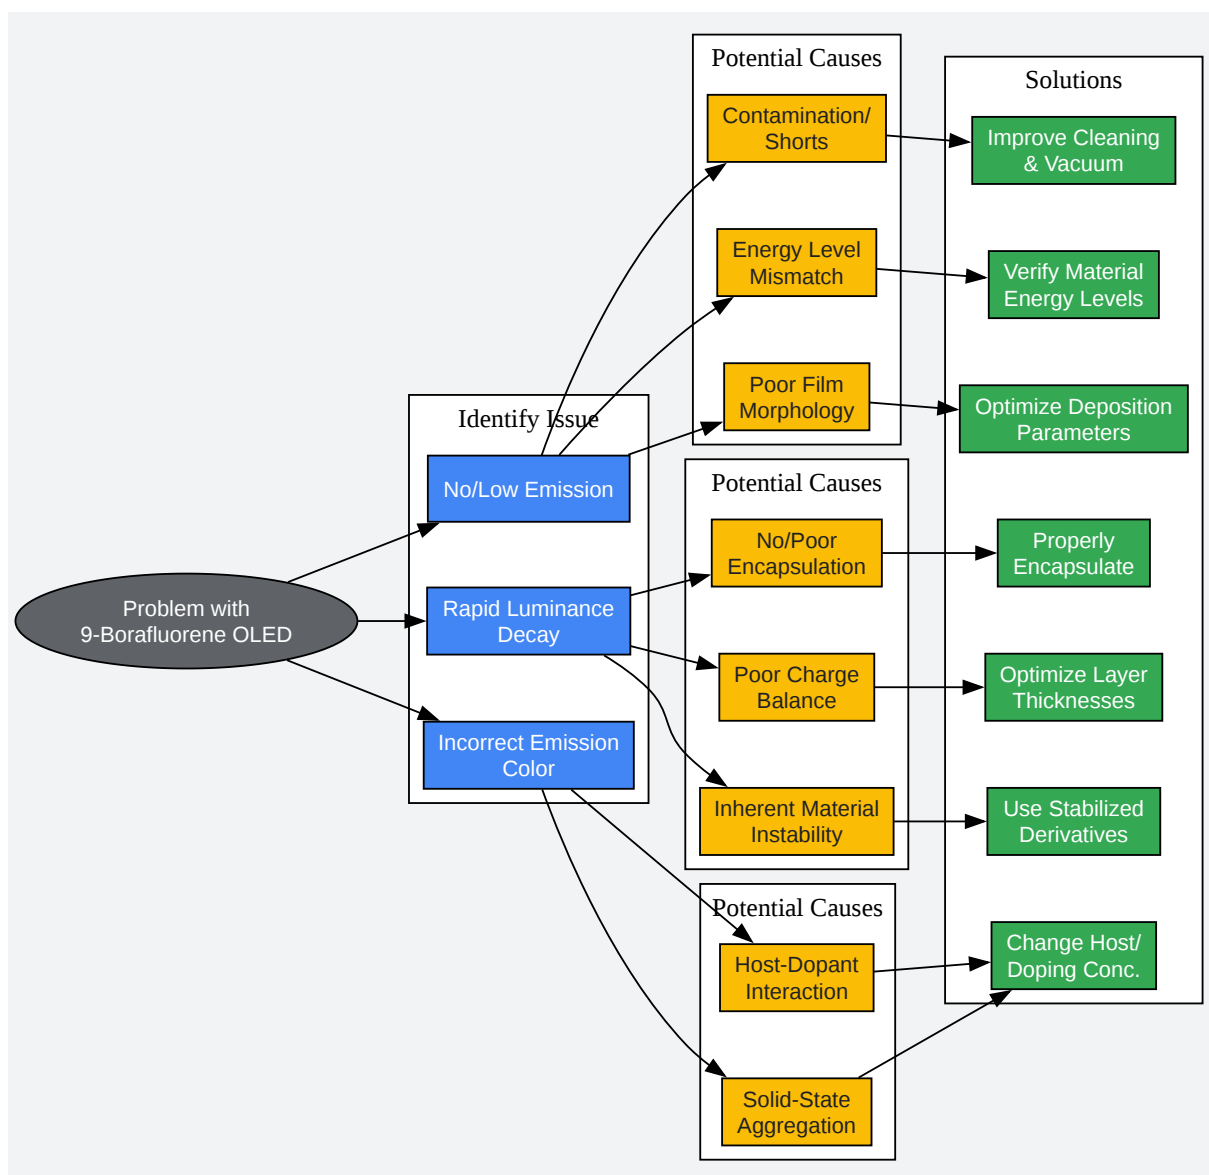 Problem with
9-Borafluorene OLED
Identify Issue
No/Low Emission
Rapid Luminance
Decay
Incorrect Emission
Color
Potential Causes
Contamination/
Shorts
Energy Level
Mismatch
Poor Film
Morphology
Potential Causes
No/Poor
Encapsulation
Poor Charge
Balance
Inherent Material
Instability
Potential Causes
Host-Dopant
Interaction
Solid-State
Aggregation
Solutions
Improve Cleaning
& Vacuum
Verify Material
Energy Levels
Optimize Deposition
Parameters
Properly
Encapsulate
Optimize Layer
Thicknesses
Use Stabilized
Derivatives
Change Host/
Doping Conc.